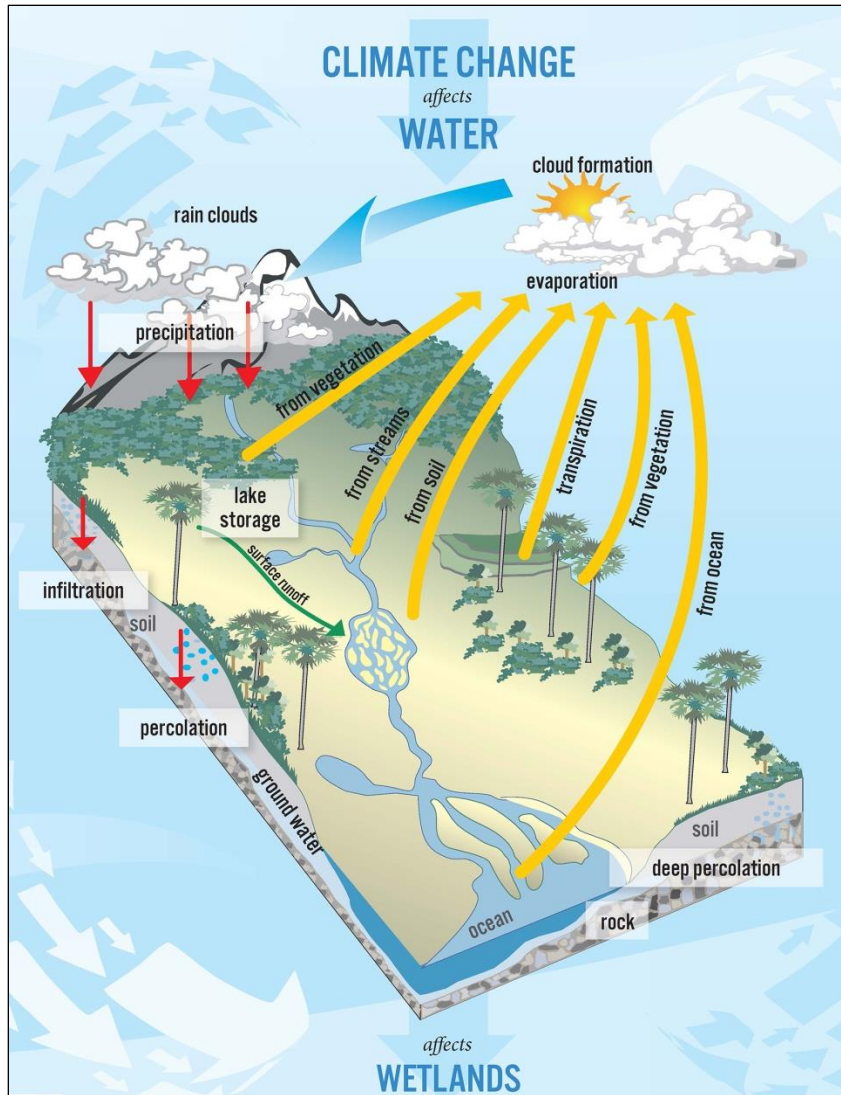 CLIMATE CHANGE
affects
WATER
cloud formation
rain clouds
evaporation
precipitation
from vegetation
from streams
from soil
transpiration
from vegetation
from ocean
lake
storage
surface runoff
infiltration
soil
percolation
ground water
soil
deep percolation
rock
ocean
affects
WETLANDS